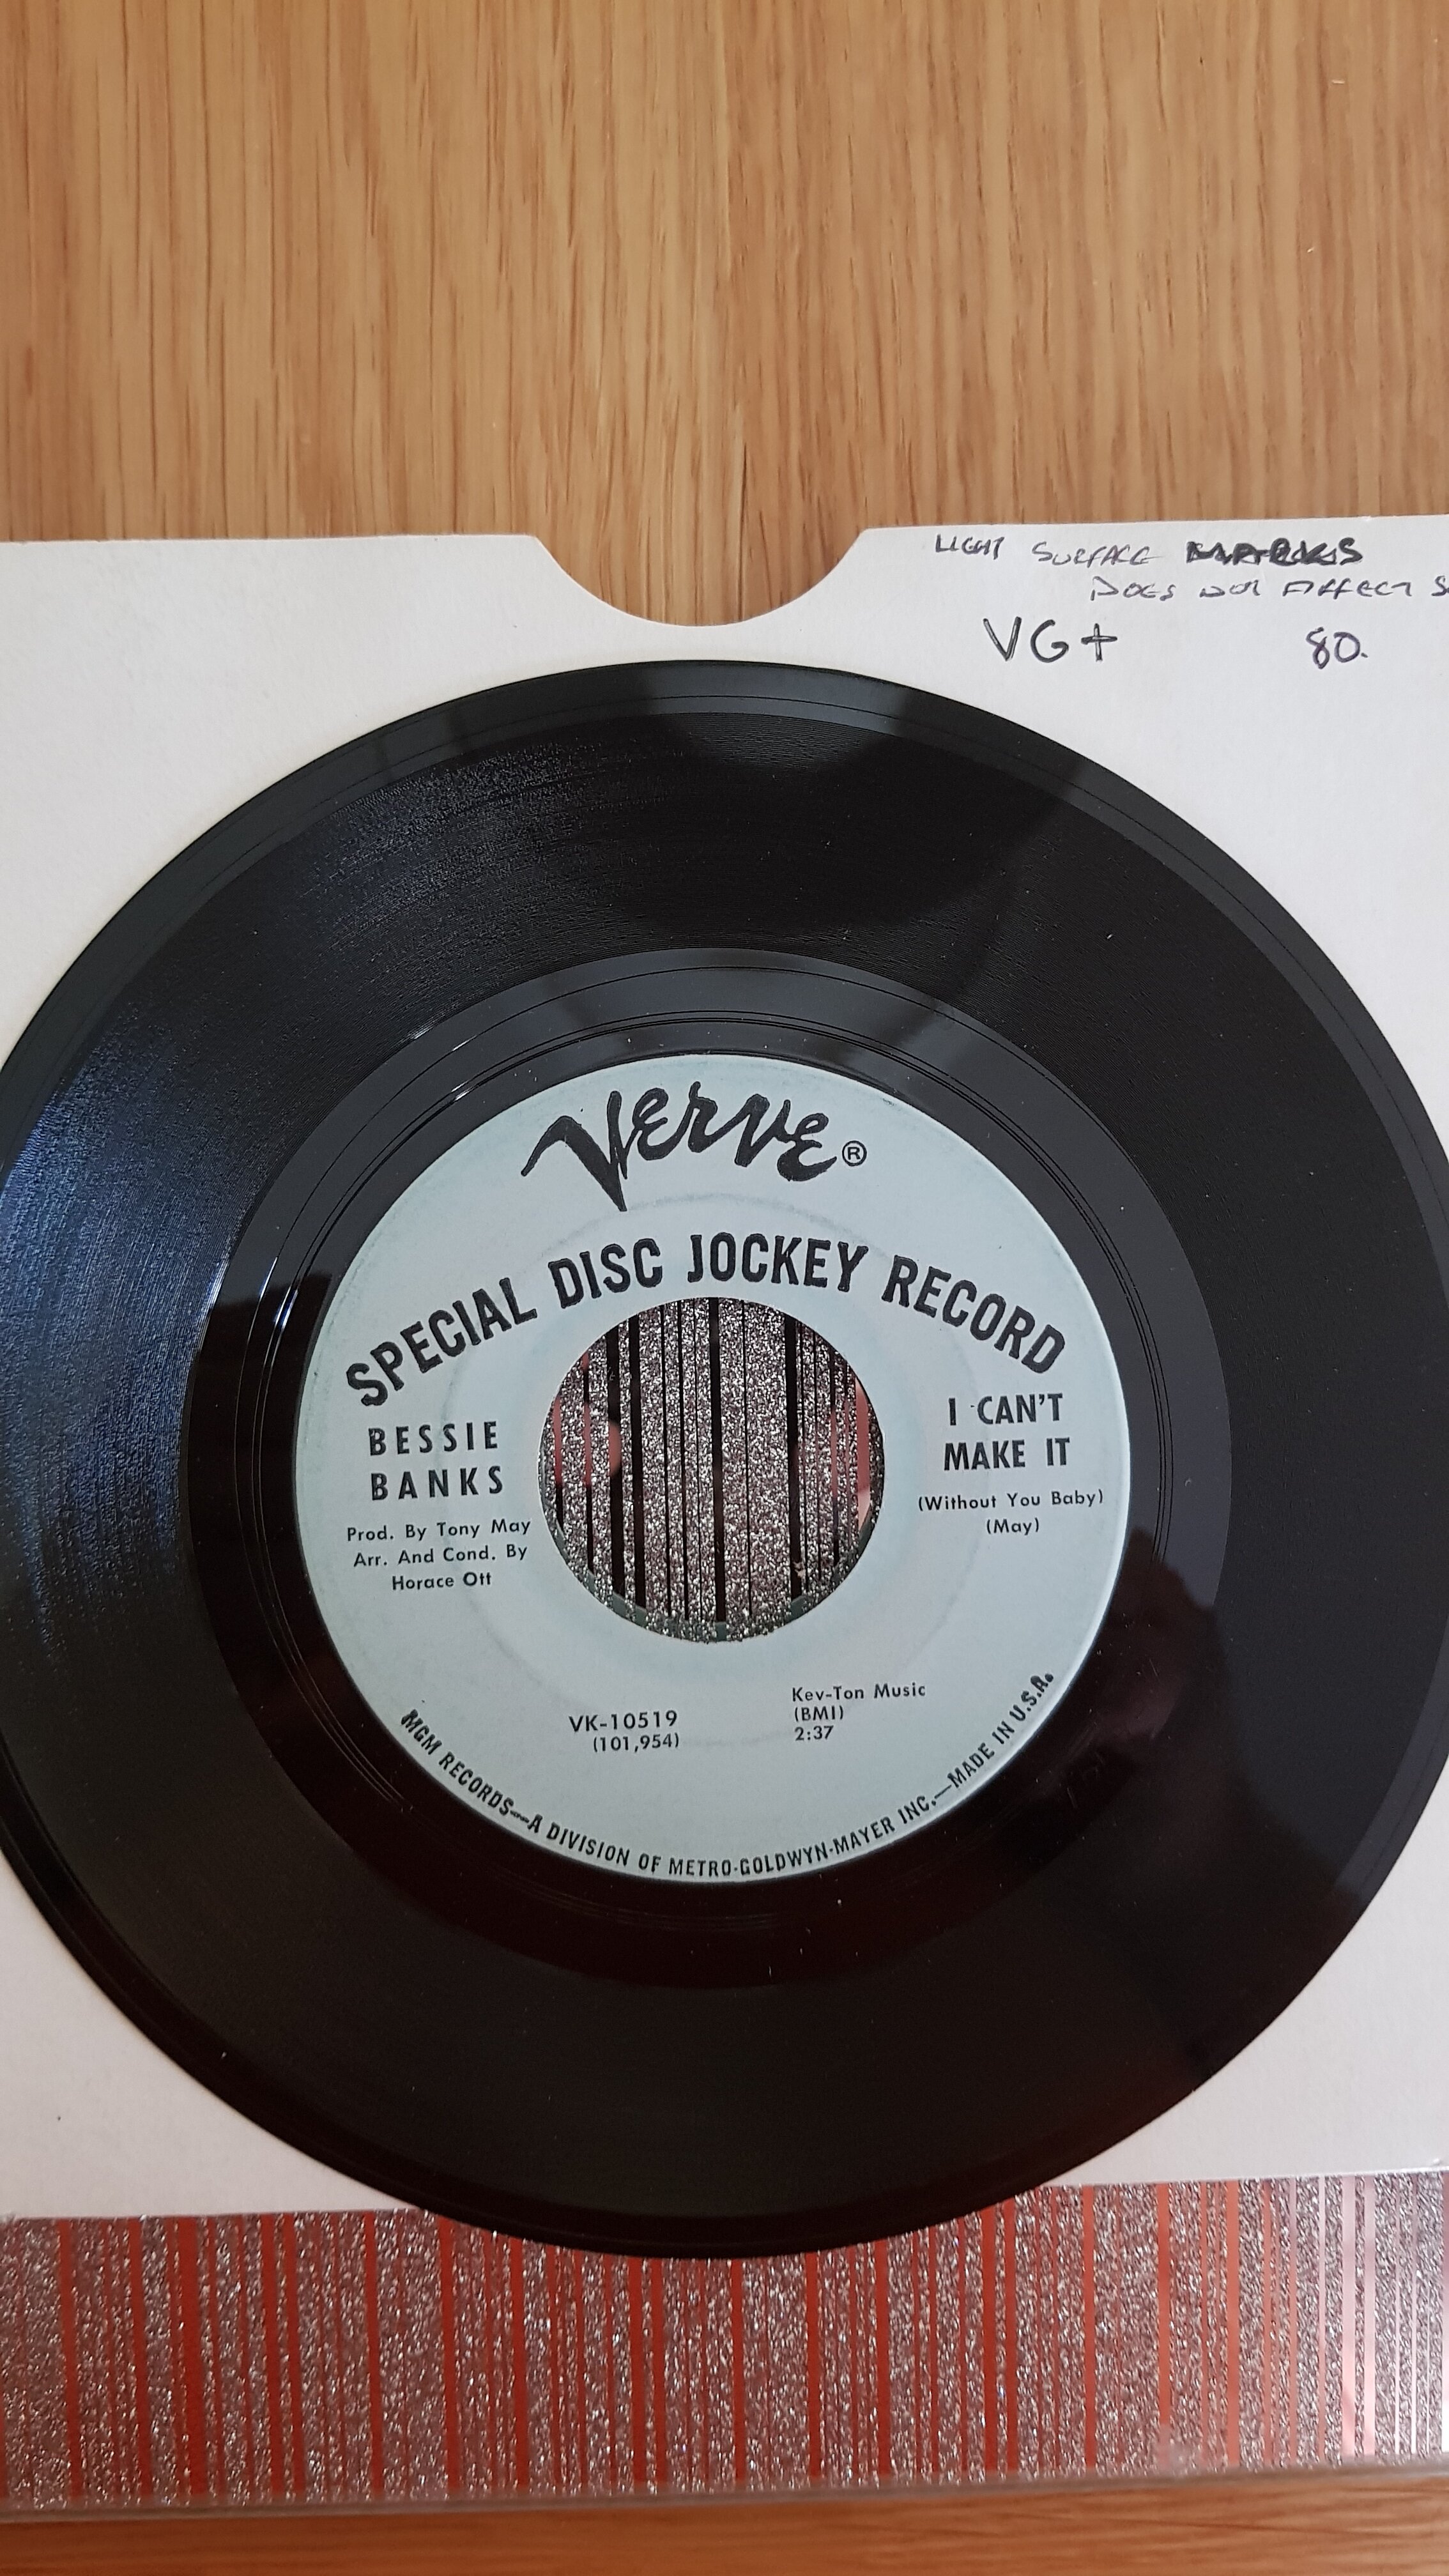 LIGHT SURFACE MARKS
DOES NOT AFFECT S
VG+ 80.
VERVE®
SPECIAL DISC JOCKEY RECORD
BESSIE
BANKS
Prod. By Tony May
Arr. And Cond. By
Horace Ott
I CAN'T
MAKE IT
(Without You Baby)
(May)
VK-10519
(101,954)
Kev-Ton Music
(BMI)
2:37
MGM RECORDS—A DIVISION OF METRO-GOLDWYN-MAYER INC.—MADE IN U.S.A.